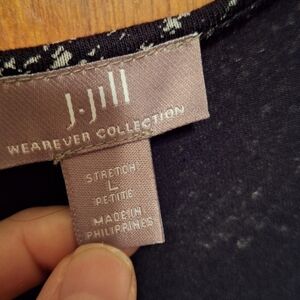 J.Jill
WEAREVER COLLECTION
STRETCH
L
PETITE
MADE IN
PHILIPPINES